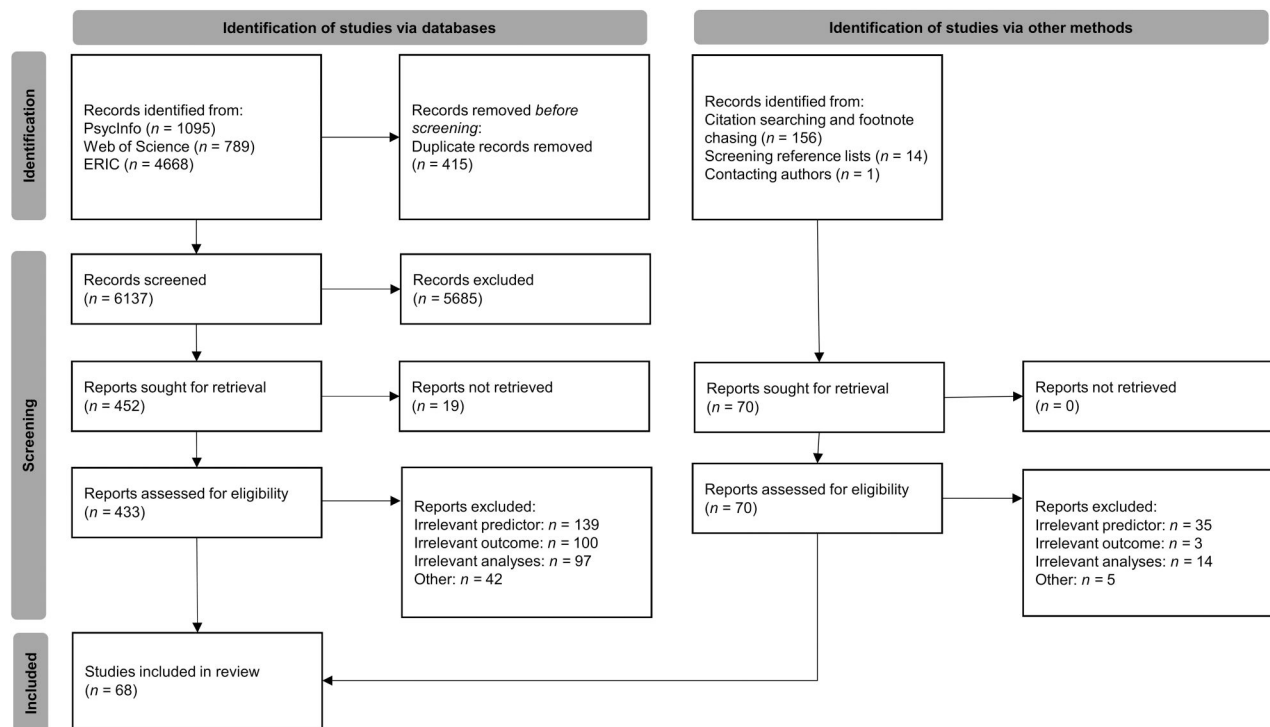 Identification of studies via databases
Identification of studies via other methods
Identification
Records identified from:
PsycInfo (n = 1095)
Web of Science (n = 789)
ERIC (n = 4668)
Records removed before
screening:
Duplicate records removed
(n = 415)
Records identified from:
Citation searching and footnote
chasing (n = 156)
Screening reference lists (n = 14)
Contacting authors (n = 1)
Screening
Records screened
(n = 6137)
Records excluded
(n = 5685)
Reports sought for retrieval
(n = 452)
Reports not retrieved
(n = 19)
Reports sought for retrieval
(n = 70)
Reports not retrieved
(n = 0)
Reports assessed for eligibility
(n = 433)
Reports excluded:
Irrelevant predictor: n = 139
Irrelevant outcome: n = 100
Irrelevant analyses: n = 97
Other: n = 42
Reports assessed for eligibility
(n = 70)
Reports excluded:
Irrelevant predictor: n = 35
Irrelevant outcome: n = 3
Irrelevant analyses: n = 14
Other: n = 5
Included
Studies included in review
(n = 68)